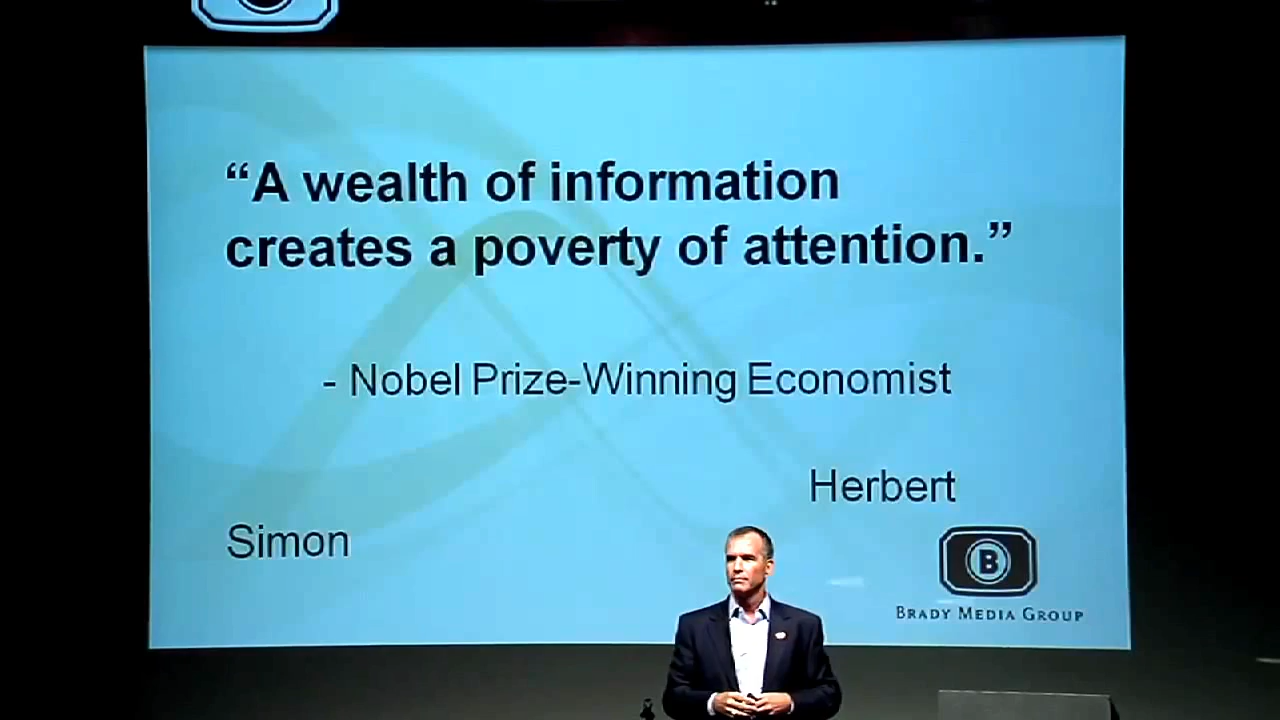 “A wealth of information
creates a poverty of attention.”
- Nobel Prize-Winning Economist
Herbert
Simon
B
BRADY MEDIA GROUP